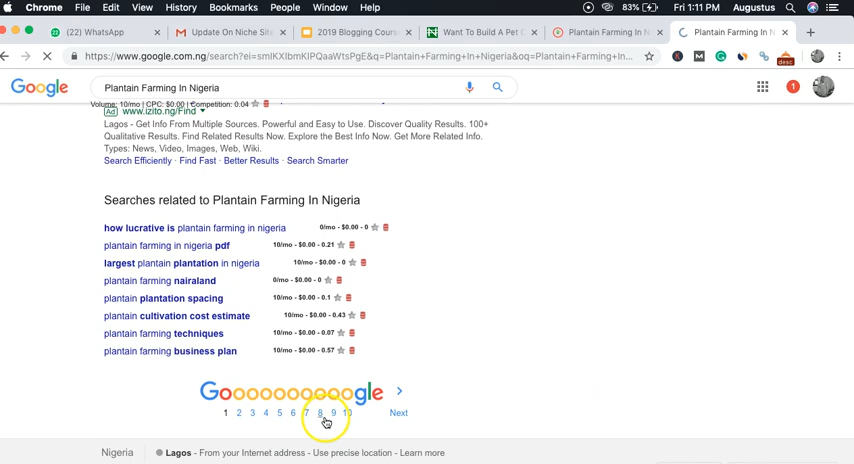 Chrome File Edit View History Bookmarks People Window Help 83% Fri 1:11 PM Augustus
(22) WhatsApp Update On Niche Site 2019 Blogging Course Want To Build A Pet C Plantain Farming In N Plantain Farming In N
https://www.google.com.ng/search?ei=smIKXIbmKIPQaaWtsPgE&q=Plantain+Farming+In+Nigeria&oq=Plantain+Farming+In... desc
Google Plantain Farming In Nigeria 1
Volume: 10/mo | CPC: $0.00 | Competition: 0.04
Ad www.izito.ng/Find
Lagos - Get Info From Multiple Sources. Powerful and Easy to Use. Discover Quality Results. 100+
Qualitative Results. Find Related Results Now. Explore the Best Info Now. Get More Related Info.
Types: News, Video, Images, Web, Wiki.
Search Efficiently · Find Fast · Better Results · Search Smarter
Searches related to Plantain Farming In Nigeria
how lucrative is plantain farming in nigeria 0/mo - $0.00 - 0
plantain farming in nigeria pdf 10/mo - $0.00 - 0.21
largest plantain plantation in nigeria 10/mo - $0.00 - 0
plantain farming nairaland 0/mo - $0.00 - 0
plantain plantation spacing 10/mo - $0.00 - 0.1
plantain cultivation cost estimate 10/mo - $0.00 - 0.43
plantain farming techniques 10/mo - $0.00 - 0.07
plantain farming business plan 10/mo - $0.00 - 0.57
Goooooooooogle
1 2 3 4 5 6 7 8 9 10 Next
Nigeria Lagos - From your Internet address - Use precise location - Learn more